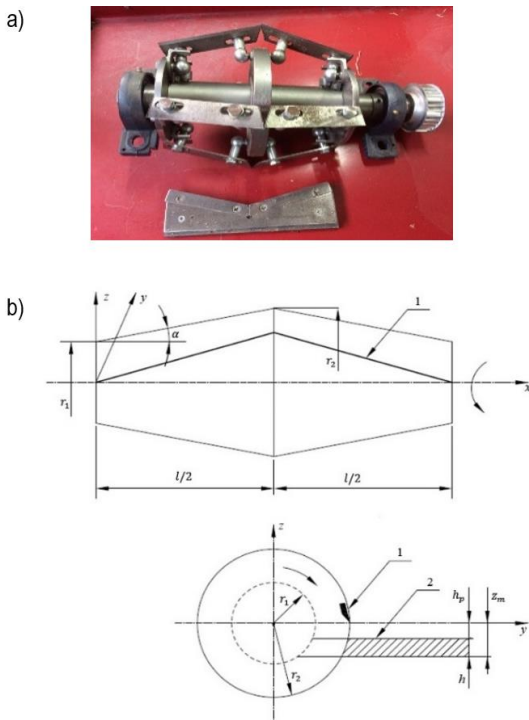 a)
b)
z
y
α
1
r₂
r₁
x
l/2
l/2
z
1
2
r₁
hₚ
zₘ
y
r₂
h